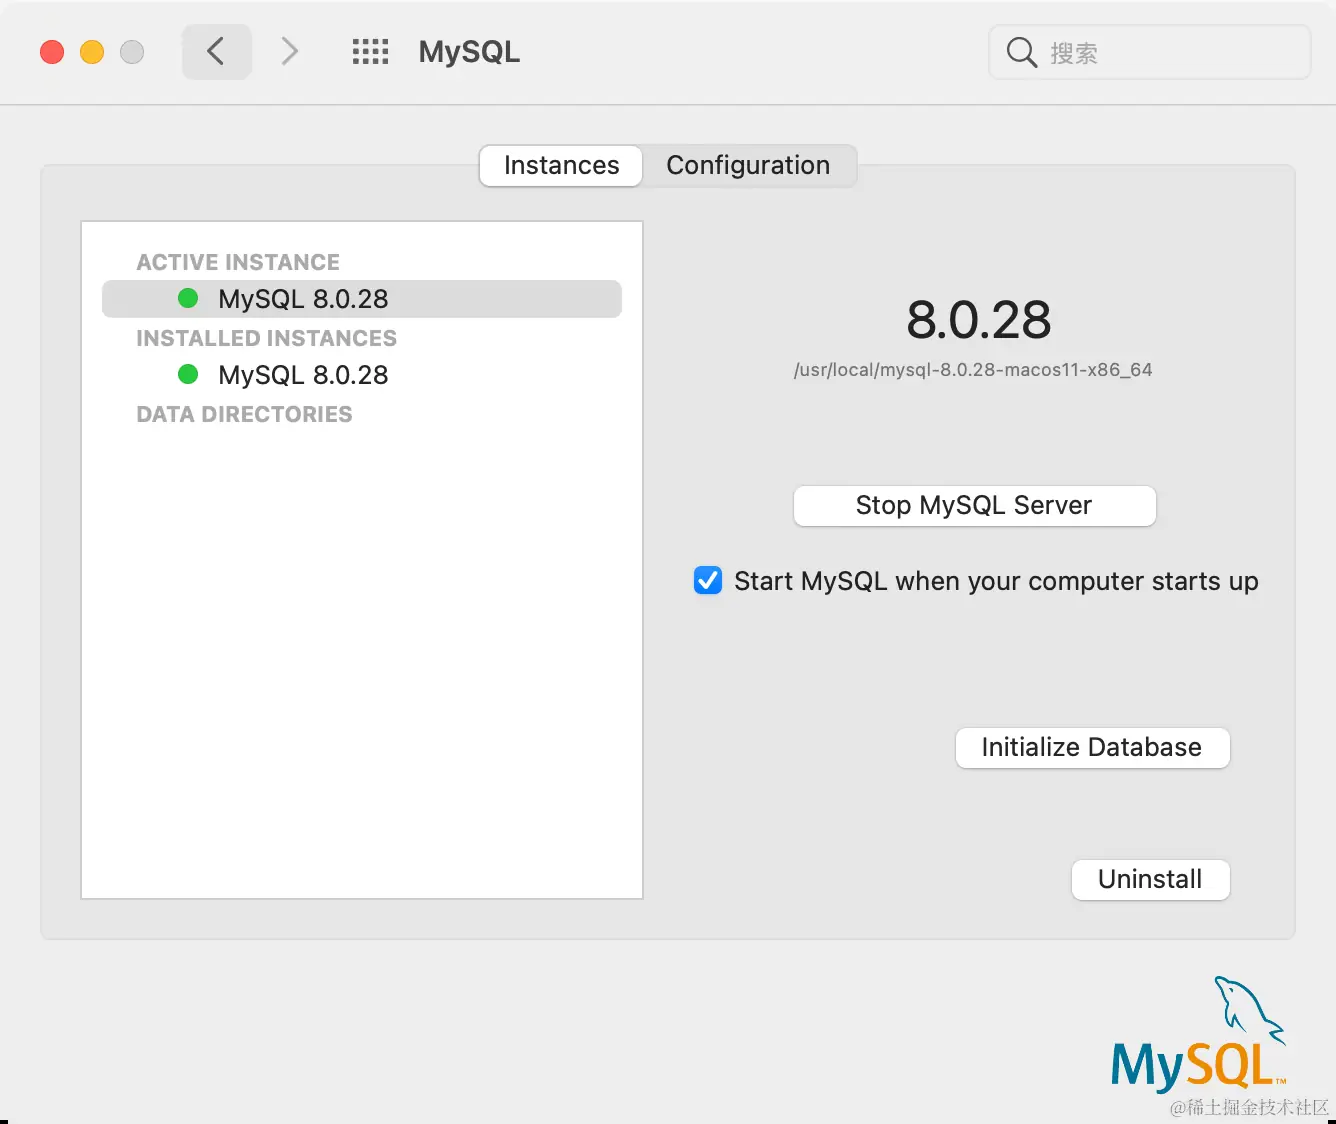 MySQL
搜索
Instances
Configuration
ACTIVE INSTANCE
MySQL 8.0.28
INSTALLED INSTANCES
MySQL 8.0.28
DATA DIRECTORIES
8.0.28
/usr/local/mysql-8.0.28-macos11-x86_64
Stop MySQL Server
Start MySQL when your computer starts up
Initialize Database
Uninstall
MySQL™
@稀土掘金技术社区